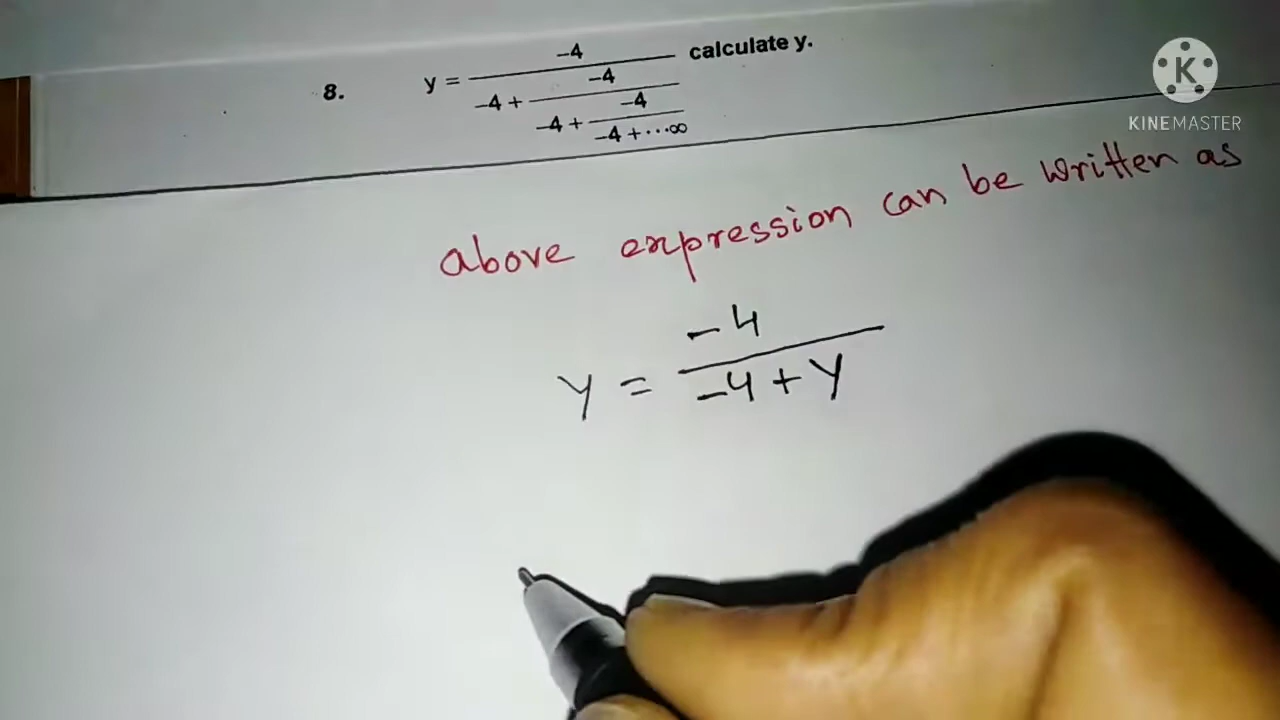 8. y = -4 / -4 + -4 / -4 + -4 / -4 + ...∞ calculate y.
K
KINEMASTER
above expression can be written as
y = -4 / -4 + y